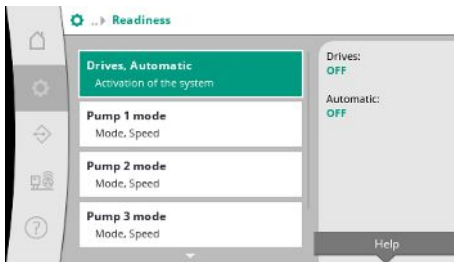 ..▸ Readiness
Drives, Automatic
Activation of the system
Pump 1 mode
Mode, Speed
Pump 2 mode
Mode, Speed
Pump 3 mode
Mode, Speed
Drives:
OFF
Automatic:
OFF
Help
?